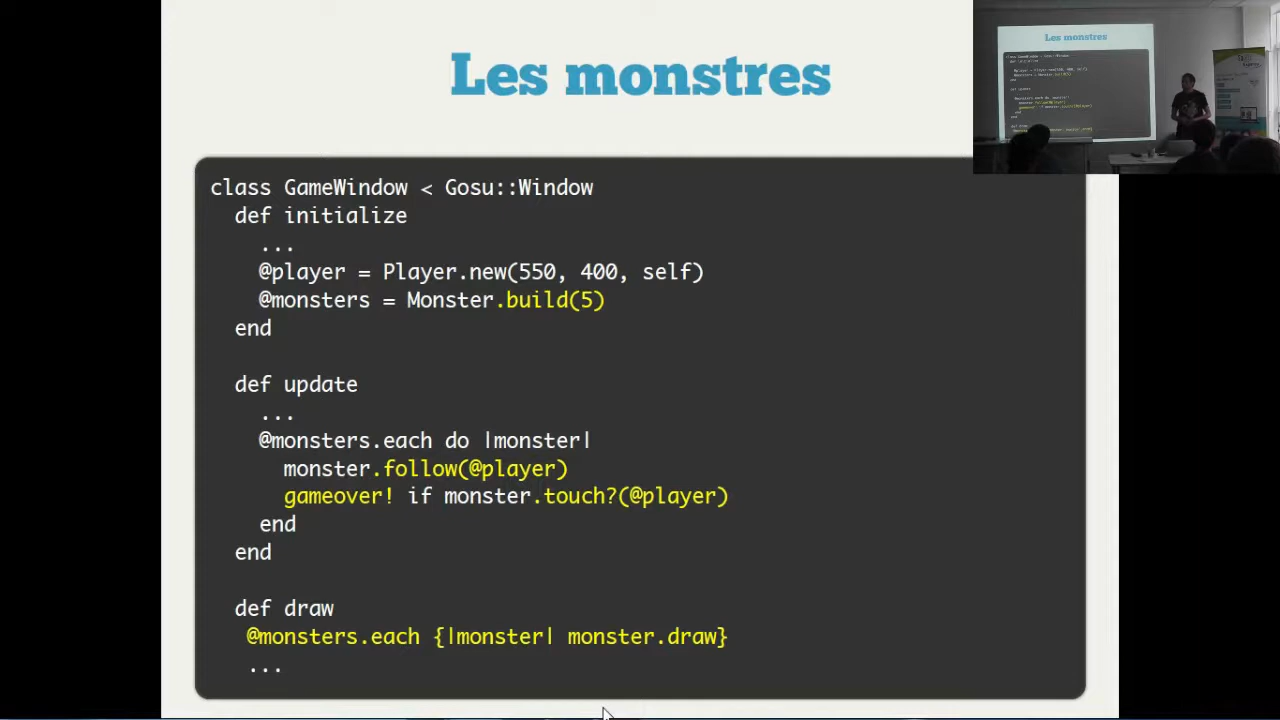 Les monstres
class GameWindow < Gosu::Window
def initialize
...
@player = Player.new(550, 400, self)
@monsters = Monster.build(5)
end
def update
...
@monsters.each do |monster|
monster.follow(@player)
gameover! if monster.touch?(@player)
end
end
def draw
@monsters.each {|monster| monster.draw}
...
Les monstres